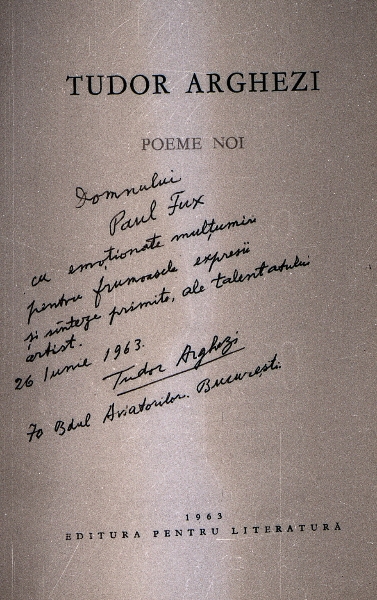 TUDOR ARGHEZI
POEME NOI
Domnului
Paul Fux
cu emoționate mulțumiri
pentru frumoasele expresii
și sinteze primite, ale talentatului
artist.
26 Iunie 1963.
Tudor Arghezi
70 Bdul Aviatorilor. București.
1963
EDITURA PENTRU LITERATURĂ